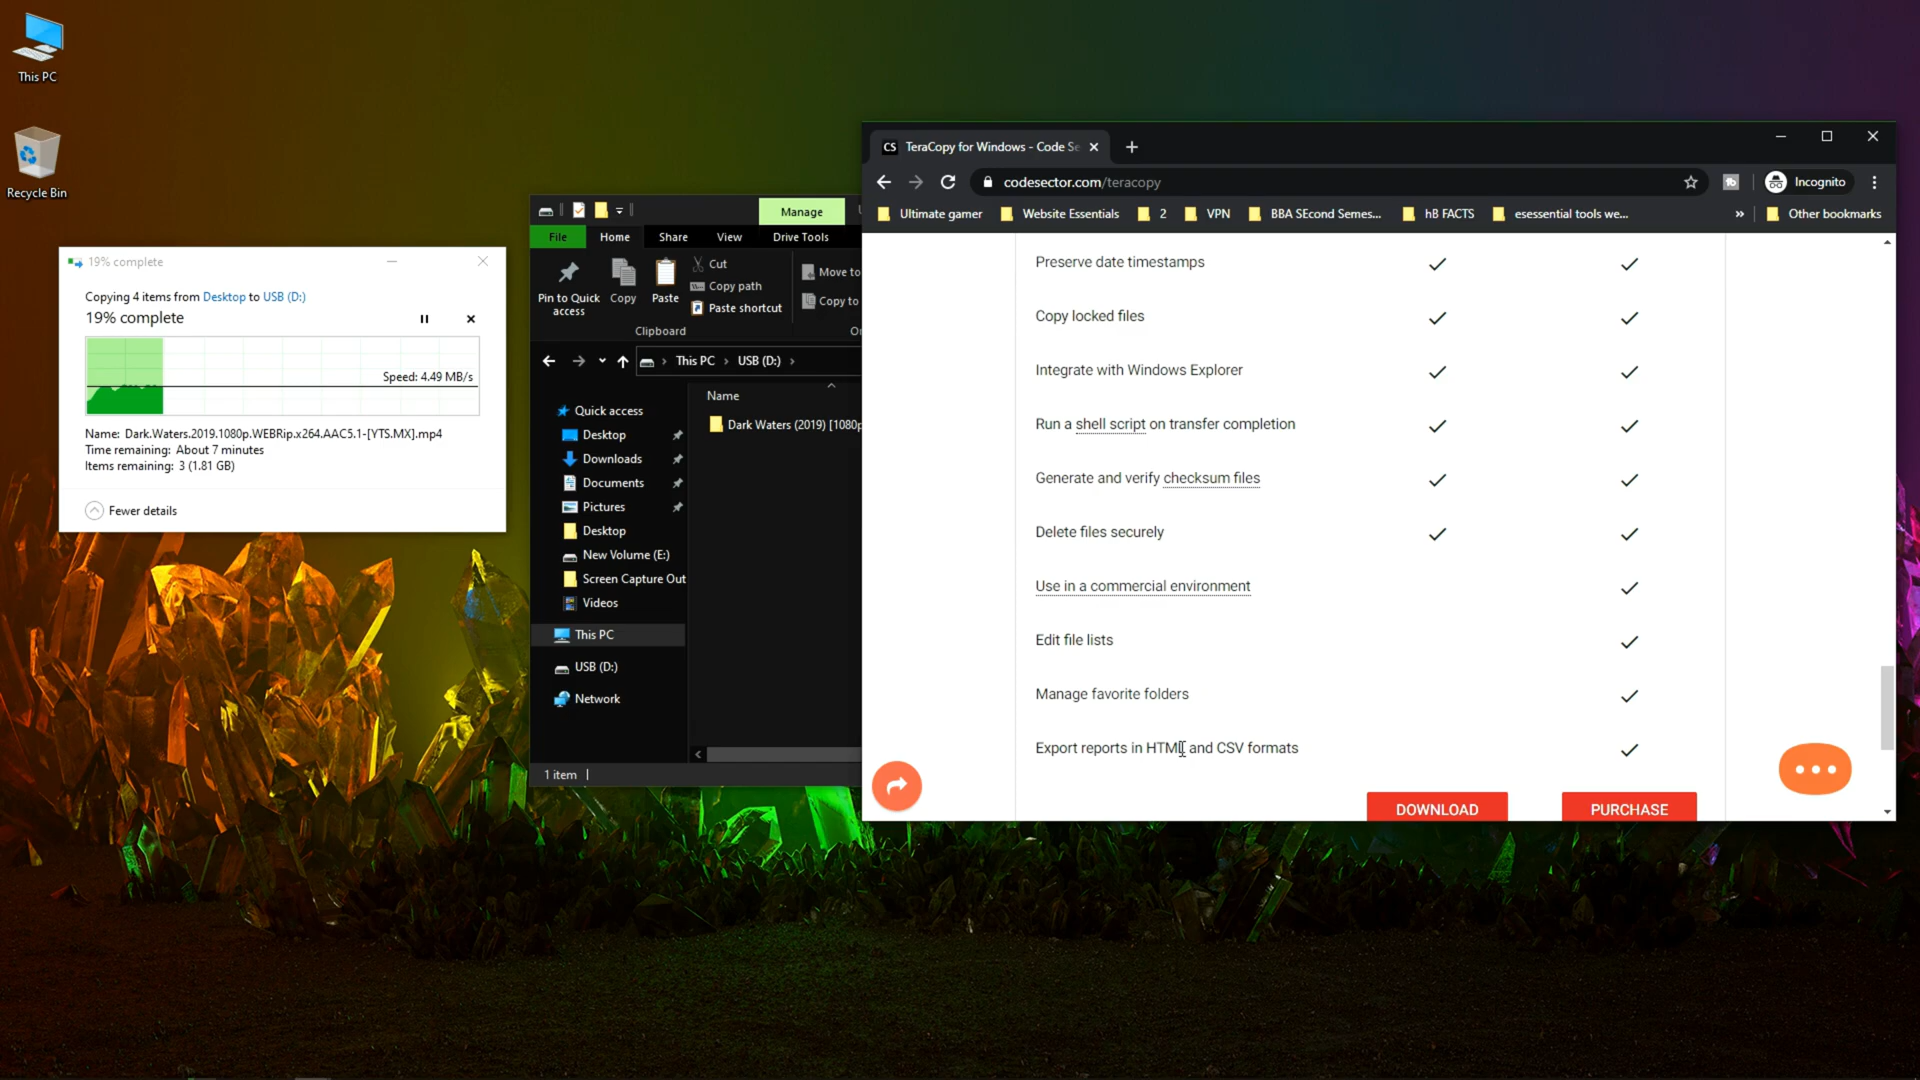 This PC
Recycle Bin
19% complete
Copying 4 items from Desktop to USB (D:)
19% complete
Speed: 4.49 MB/s
Name: Dark.Waters.2019.1080p.WEBRip.x264.AAC5.1-[YTS.MX].mp4
Time remaining: About 7 minutes
Items remaining: 3 (1.81 GB)
Fewer details
Manage
File Home Share View Drive Tools
Pin to Quick access
Copy
Paste
Cut
Copy path
Paste shortcut
Move to
Copy to
Clipboard
This PC > USB (D:) >
Name
Dark Waters (2019) [1080p
Quick access
Desktop
Downloads
Documents
Pictures
Desktop
New Volume (E:)
Screen Capture Out
Videos
This PC
USB (D:)
Network
1 item
CS TeraCopy for Windows - Code Se
codesector.com/teracopy
Incognito
Ultimate gamer Website Essentials 2 VPN BBA SEcond Semes... hB FACTS esessential tools we... » Other bookmarks
Preserve date timestamps
Copy locked files
Integrate with Windows Explorer
Run a shell script on transfer completion
Generate and verify checksum files
Delete files securely
Use in a commercial environment
Edit file lists
Manage favorite folders
Export reports in HTML and CSV formats
DOWNLOAD PURCHASE